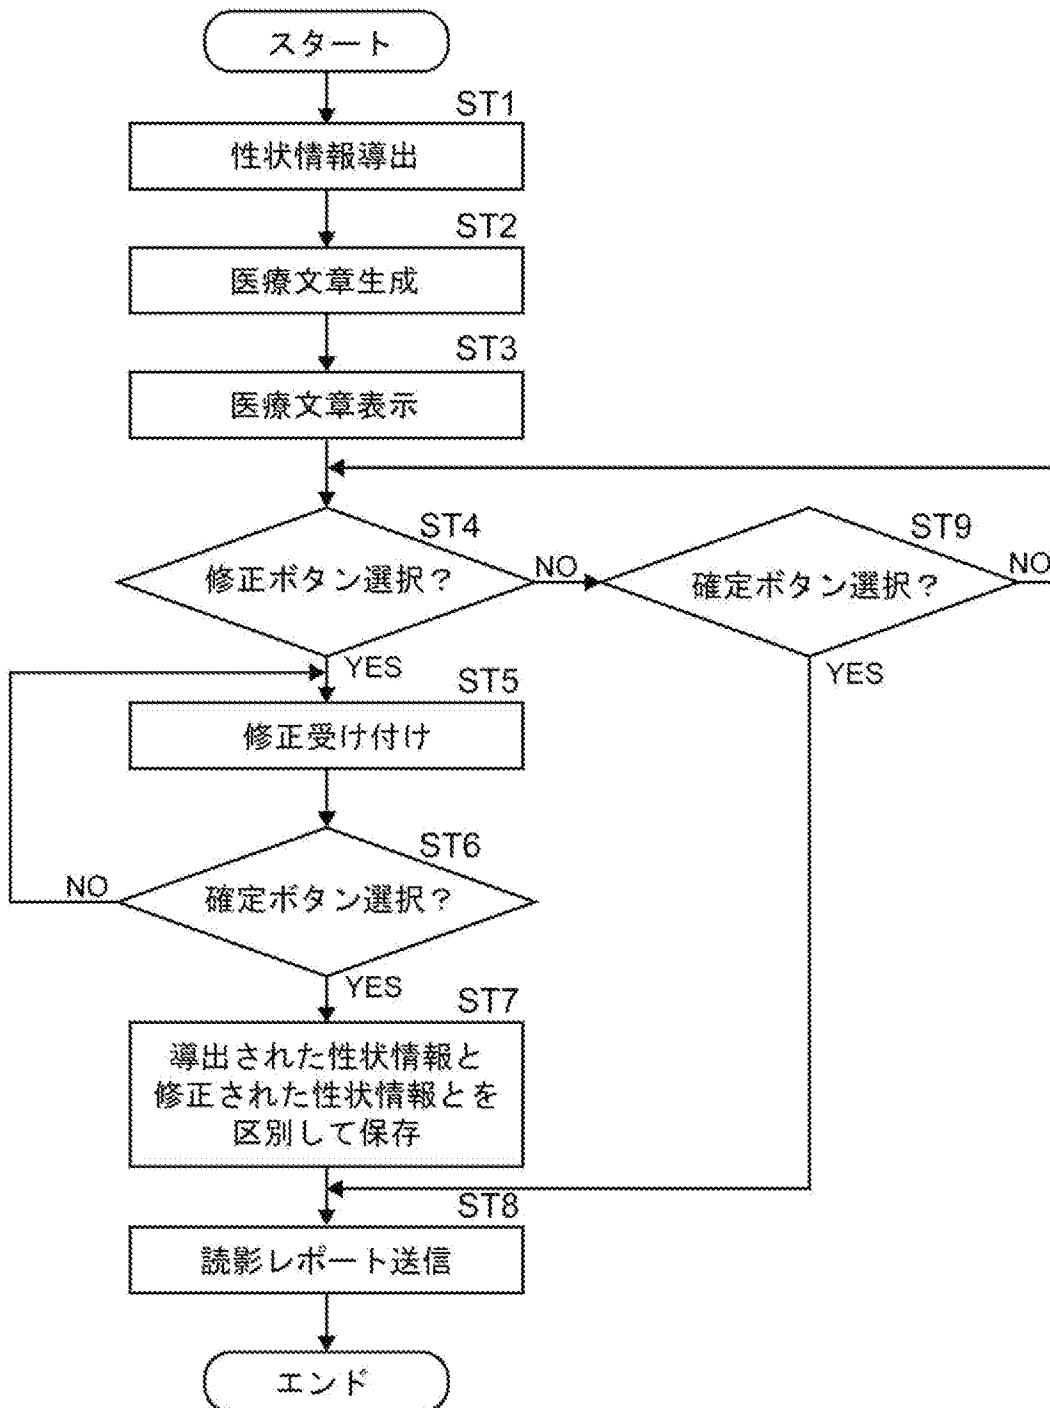 スタート
ST1
性状情報導出
ST2
医療文章生成
ST3
医療文章表示
ST4
修正ボタン選択？
NO
ST9
確定ボタン選択？
NO
YES
YES
ST5
修正受け付け
ST6
確定ボタン選択？
NO
YES
ST7
導出された性状情報と
修正された性状情報とを
区別して保存
ST8
読影レポート送信
エンド